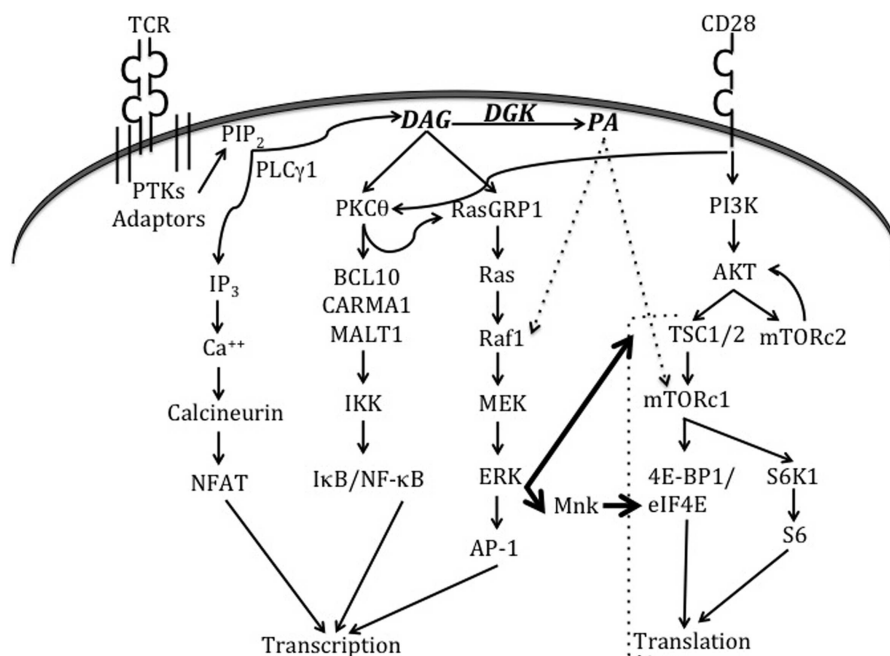 TCR
CD28
DAG DGK PA
PIP₂
PLCγ1
PTKs
Adaptors
PKCθ
RasGRP1
PI3K
IP₃
BCL10
CARMA1
MALT1
Ras
AKT
Ca⁺⁺
Raf1
TSC1/2
mTORc2
Calcineurin
IKK
MEK
mTORc1
NFAT
IκB/NF-κB
ERK
Mnk
4E-BP1/
eIF4E
S6K1
AP-1
S6
Transcription
Translation